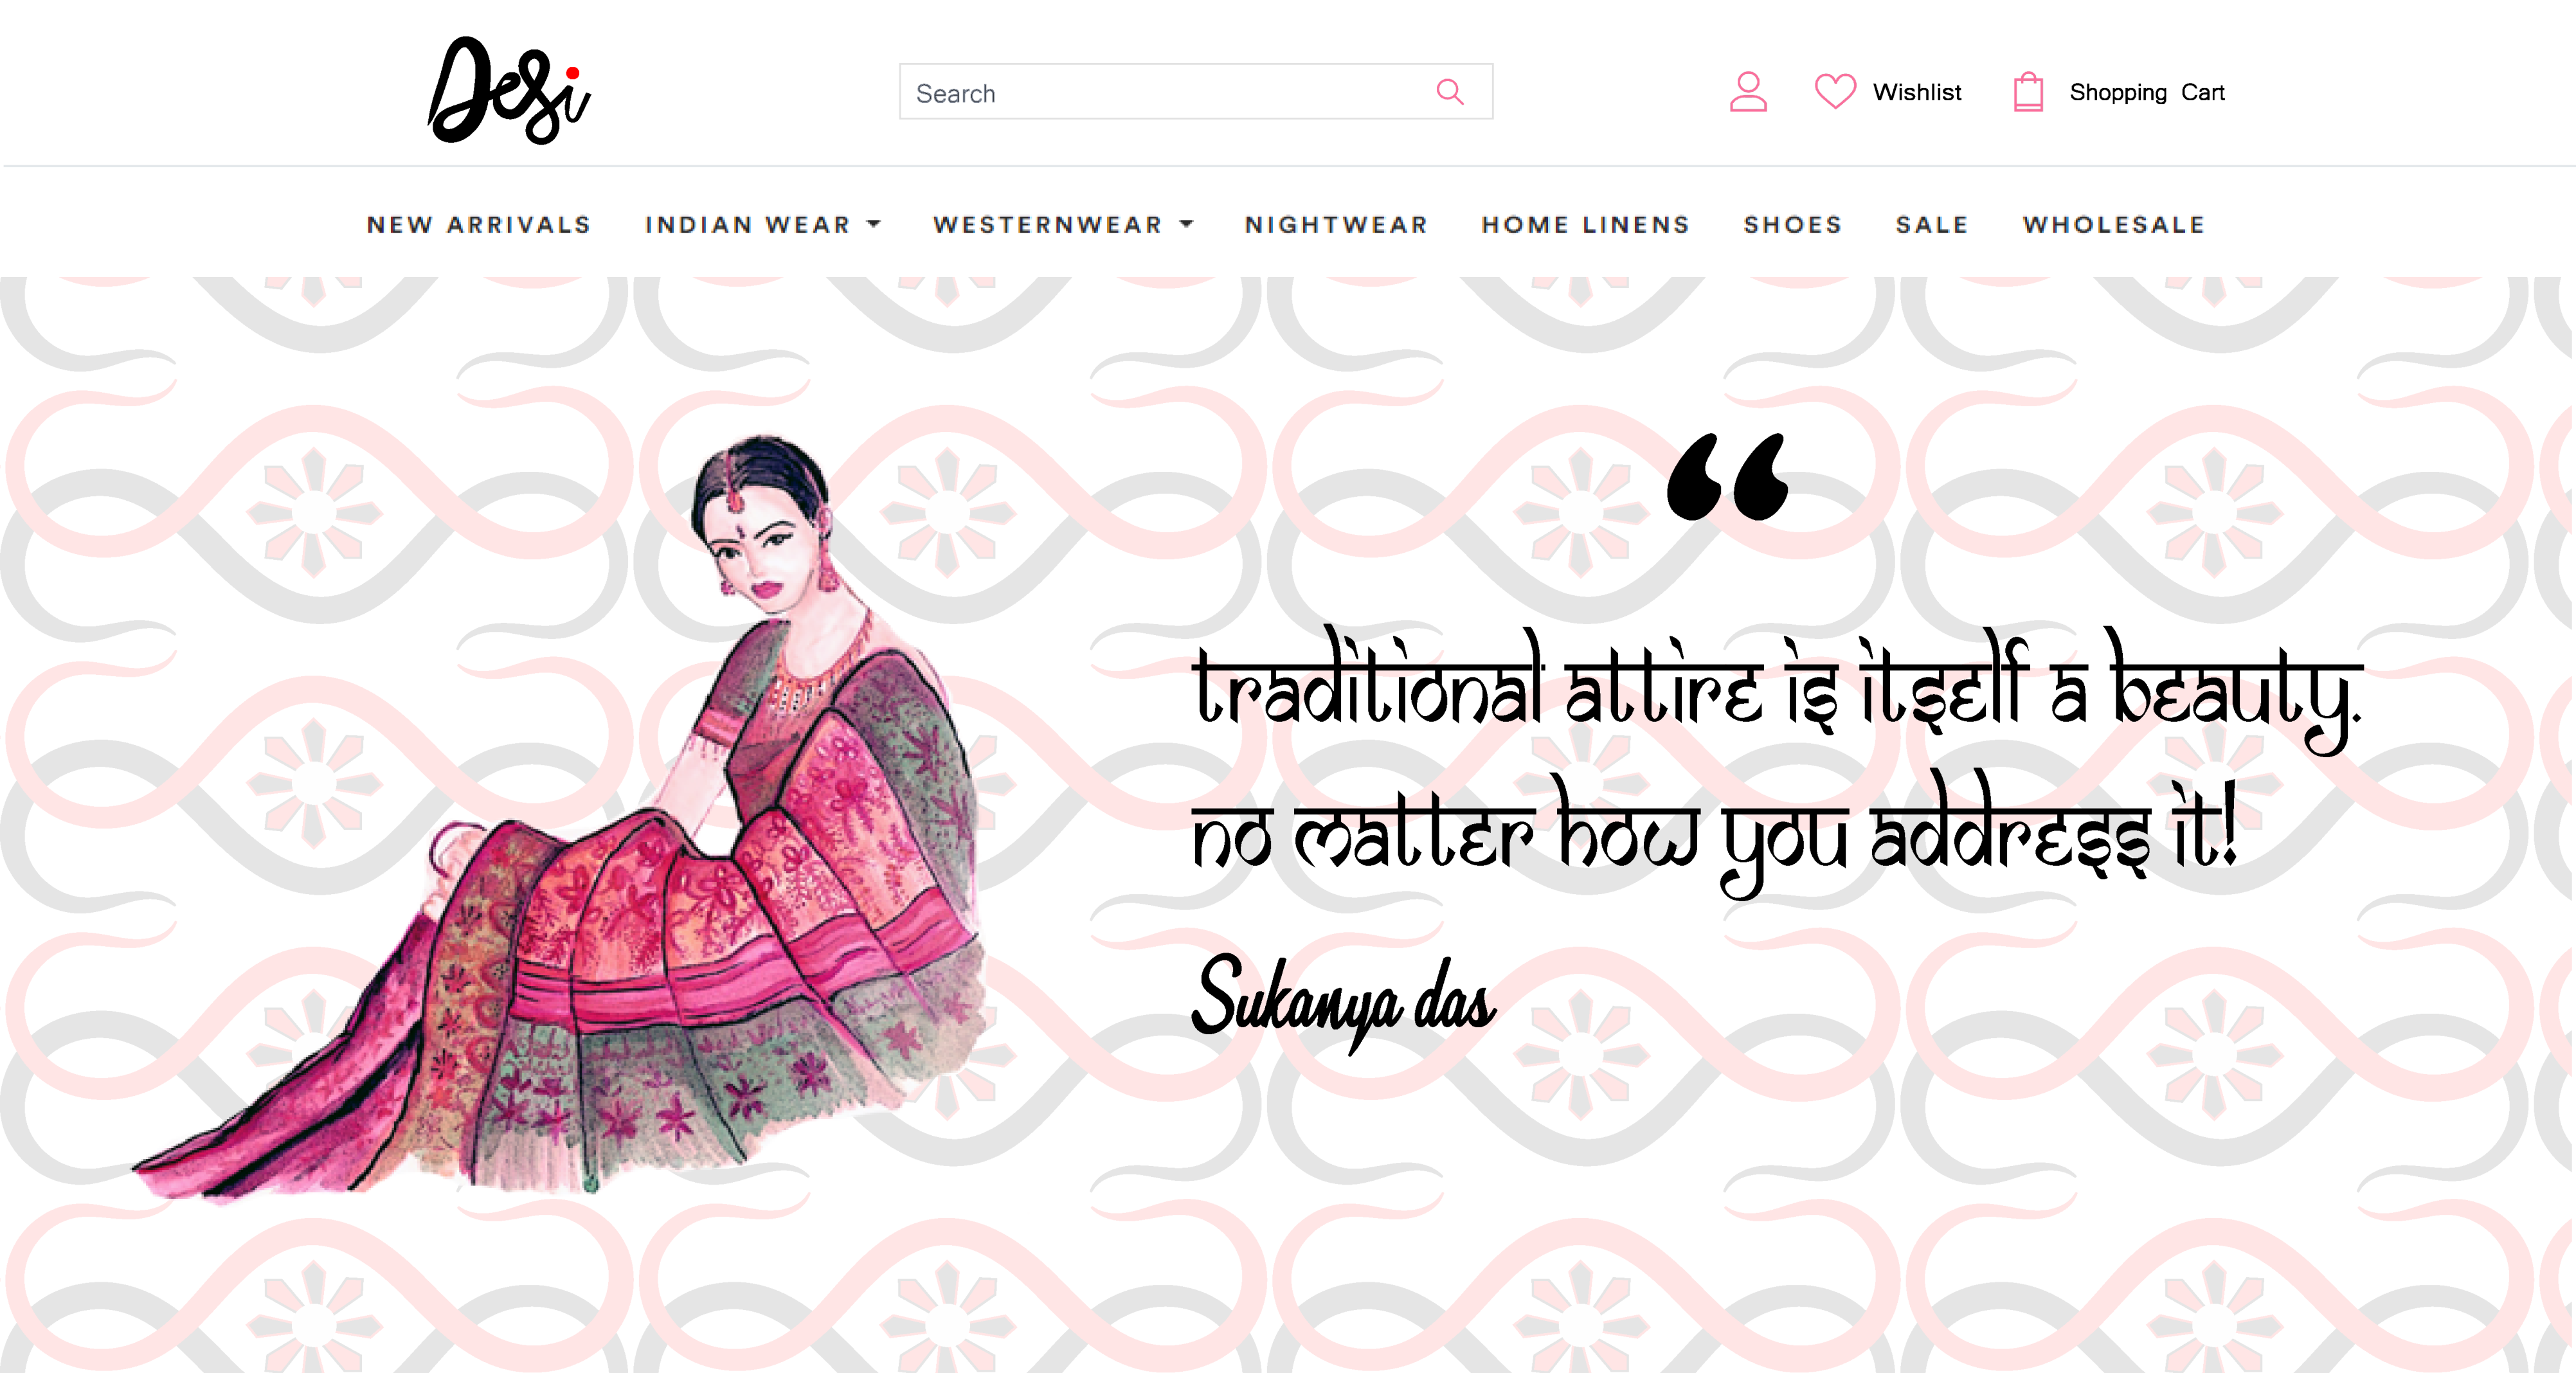 Desi
Search
Wishlist
Shopping Cart
NEW ARRIVALS INDIAN WEAR WESTERNWEAR NIGHTWEAR HOME LINENS SHOES SALE WHOLESALE
“
traditional attire is itself a beauty.
no matter how you address it!
Sukanya das